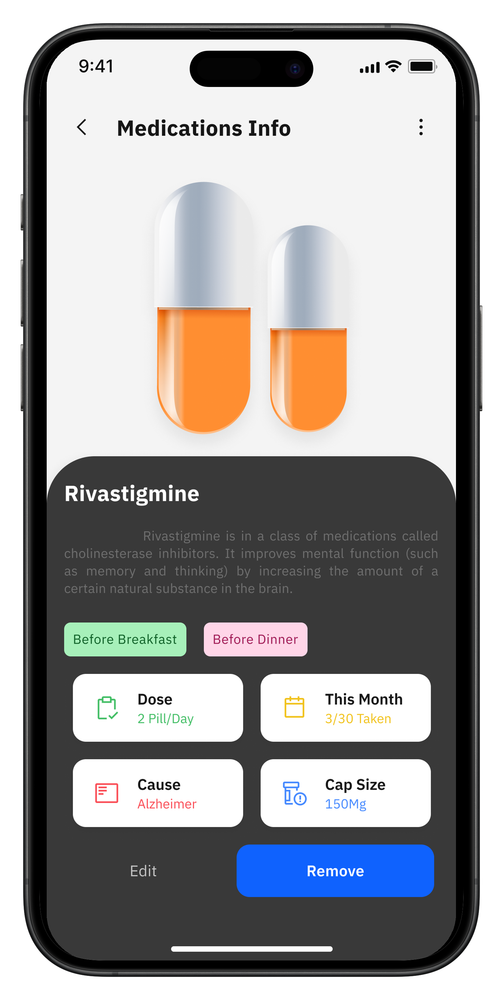 9:41
Medications Info
Rivastigmine
Rivastigmine is in a class of medications called
cholinesterase inhibitors. It improves mental function (such
as memory and thinking) by increasing the amount of a
certain natural substance in the brain.
Before Breakfast
Before Dinner
Dose
2 Pill/Day
This Month
3/30 Taken
Cause
Alzheimer
Cap Size
150Mg
Edit
Remove